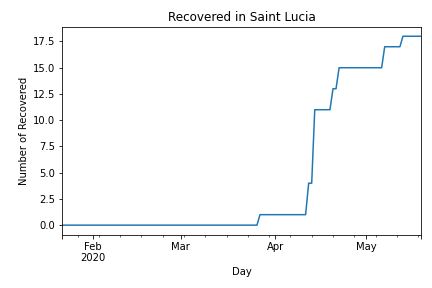 Recovered in Saint Lucia
Number of Recovered
17.5
15.0
12.5
10.0
7.5
5.0
2.5
0.0
Feb
2020
Mar
Apr
May
Day